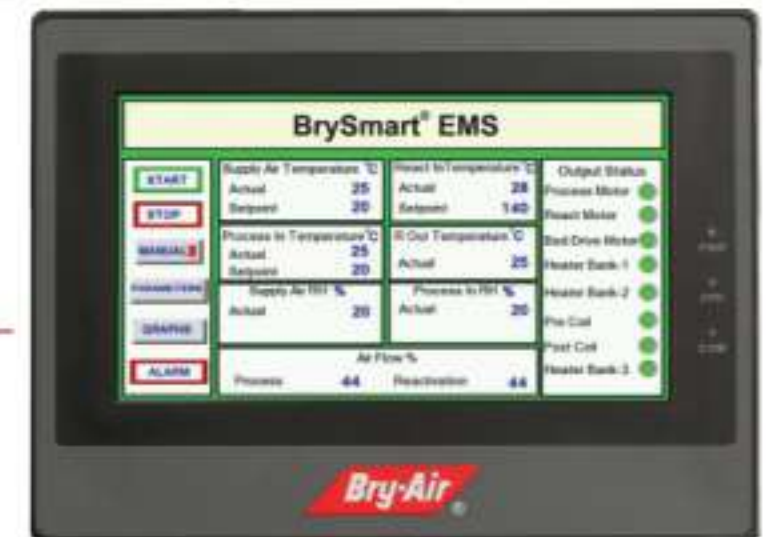 BrySmart® EMS
START
STOP
MANUAL
PARAMETERS
GRAPHS
ALARM
Supply Air Temperature °C
Actual 25
Setpoint 20
React In Temperature °C
Actual 28
Setpoint 140
Process In Temperature °C
Actual 25
Setpoint 20
R Out Temperature °C
Actual 25
Supply Air RH %
Actual 20
Process In RH %
Actual 20
Air Flow %
Process 44 Reactivation 44
Output Status
Process Motor
React Motor
Bed Drive Motor
Heater Bank-1
Heater Bank-2
Pre Coil
Post Coil
Heater Bank-3
Bry-Air®